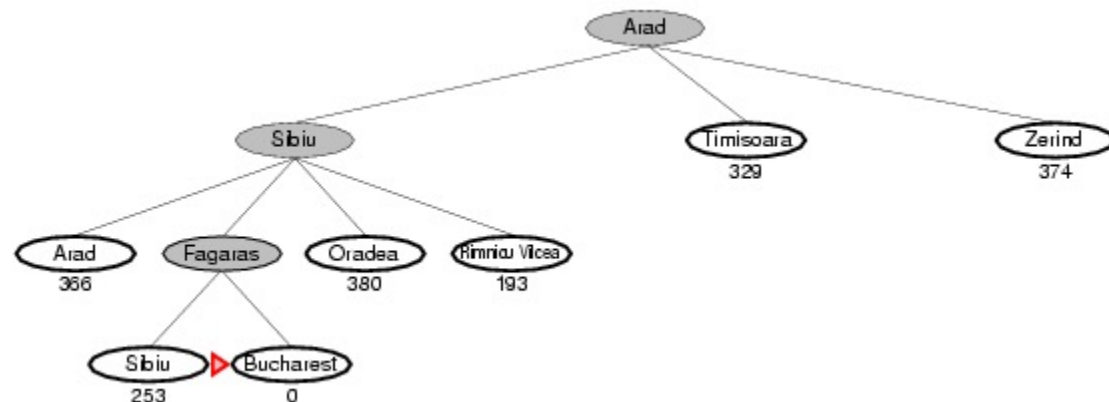 Arad
Sibiu
Timisoara
Zerind
329
374
Arad
Fagaras
Oradea
Rimnicu Vilcea
366
380
193
Sibiu
Bucharest
253
0